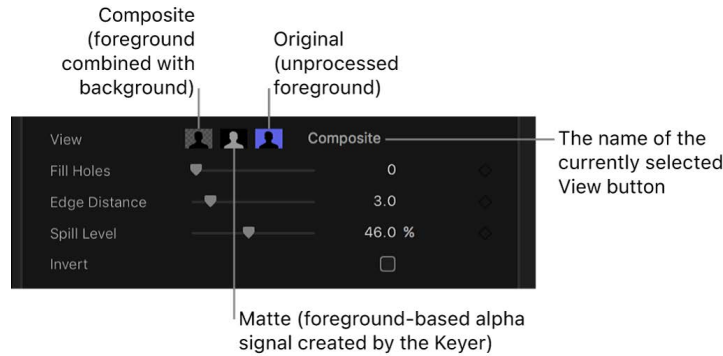 Composite
(foreground
combined with
background)
Original
(unprocessed
foreground)
View
Composite
Fill Holes
0
Edge Distance
3.0
Spill Level
46.0 %
Invert
The name of the
currently selected
View button
Matte (foreground-based alpha
signal created by the Keyer)